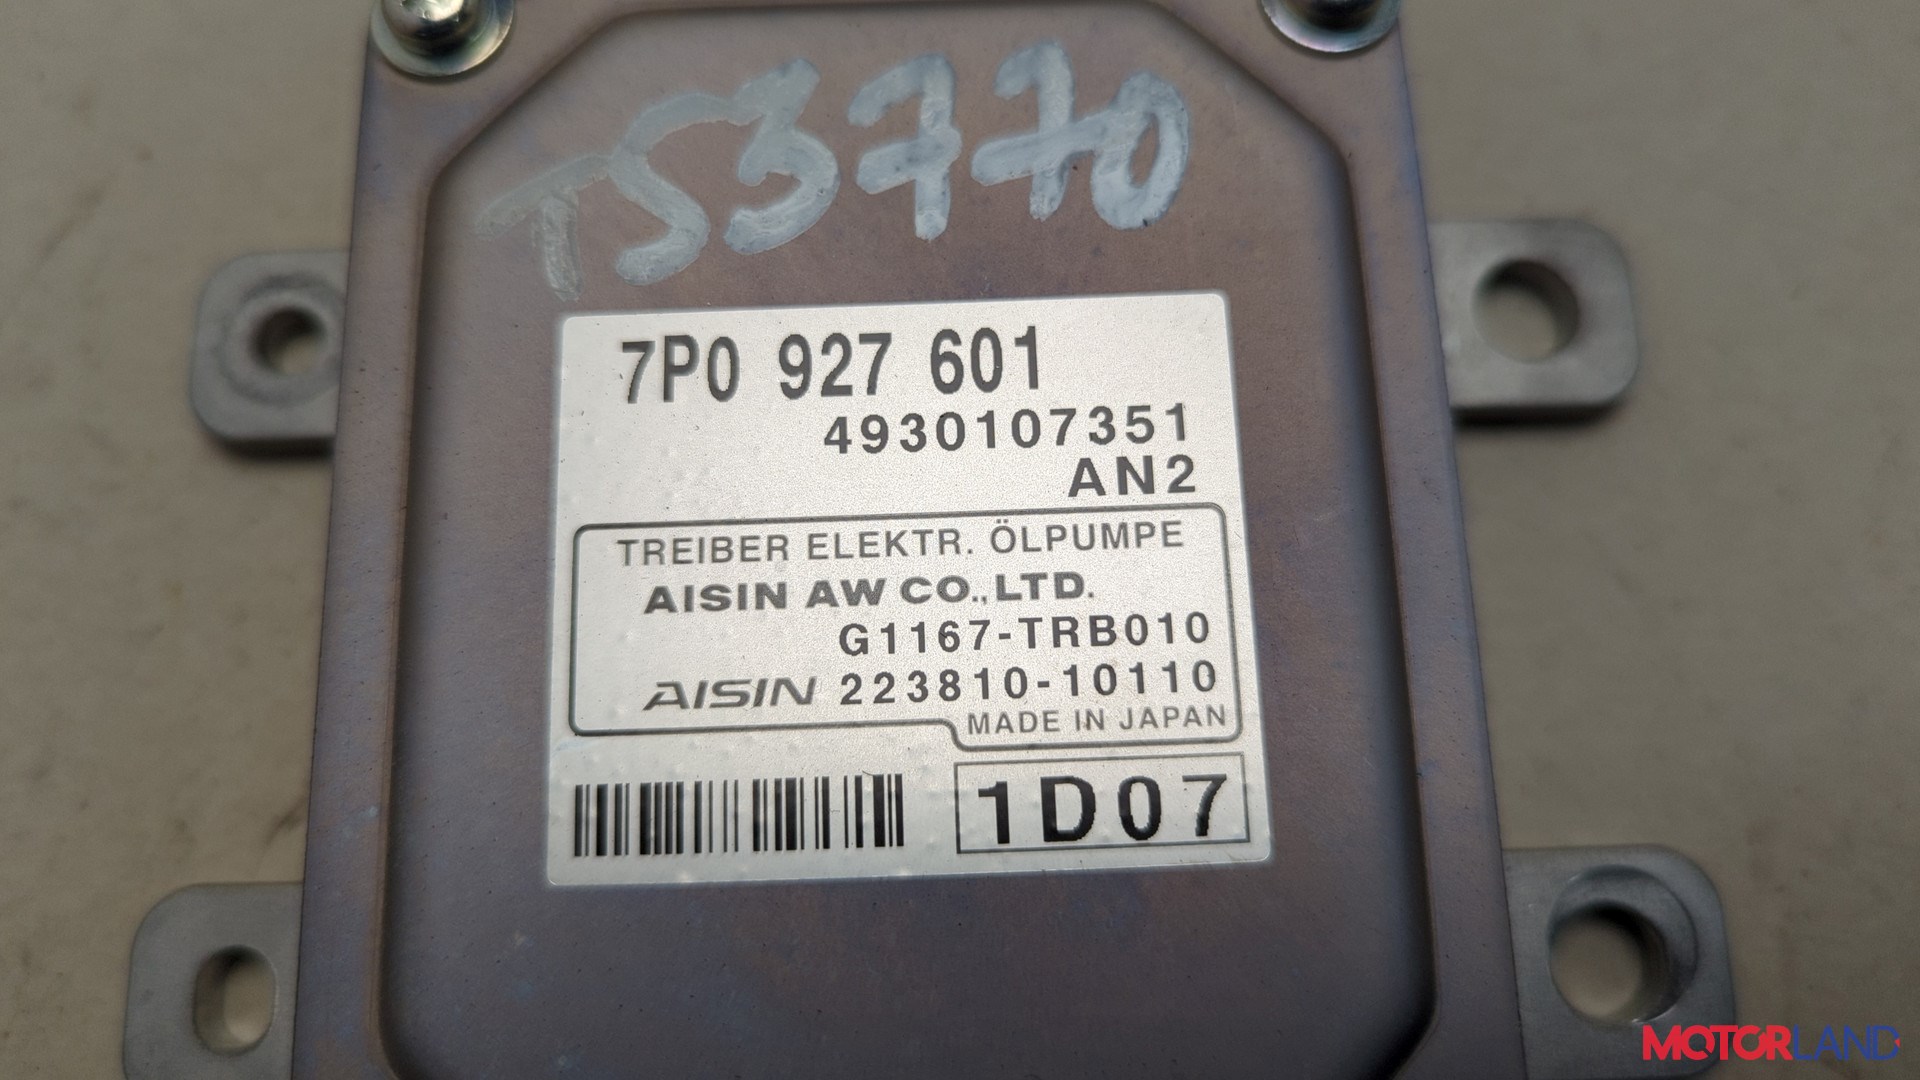 TS3770
7P0 927 601
4930107351
AN2
TREIBER ELEKTR. ÖLPUMPE
AISIN AW CO.,LTD.
G1167-TRB010
AISIN 223810-10110
MADE IN JAPAN
1D07
MOTORLAND